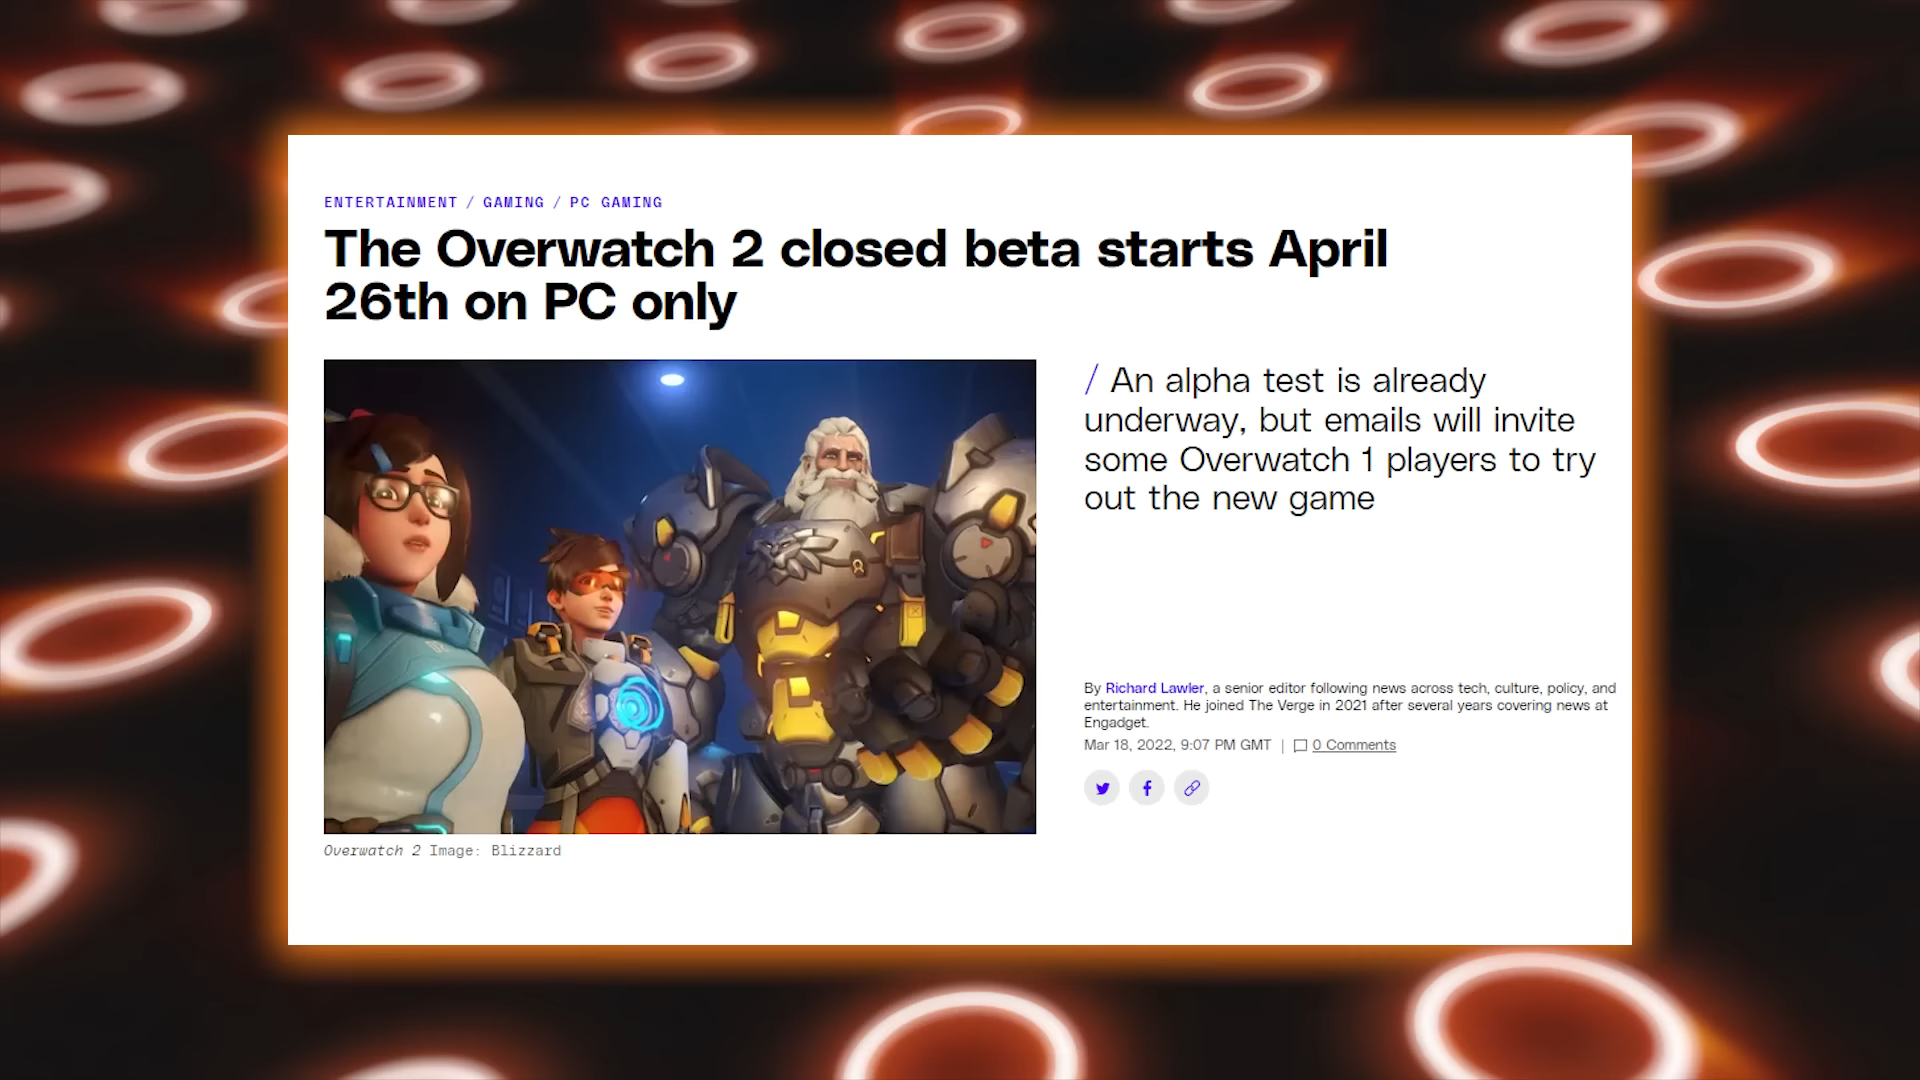 ENTERTAINMENT / GAMING / PC GAMING
The Overwatch 2 closed beta starts April
26th on PC only
/ An alpha test is already
underway, but emails will invite
some Overwatch 1 players to try
out the new game
By Richard Lawler, a senior editor following news across tech, culture, policy, and
entertainment. He joined The Verge in 2021 after several years covering news at
Engadget.
Mar 18, 2022, 9:07 PM GMT | 0 Comments
Overwatch 2 Image: Blizzard